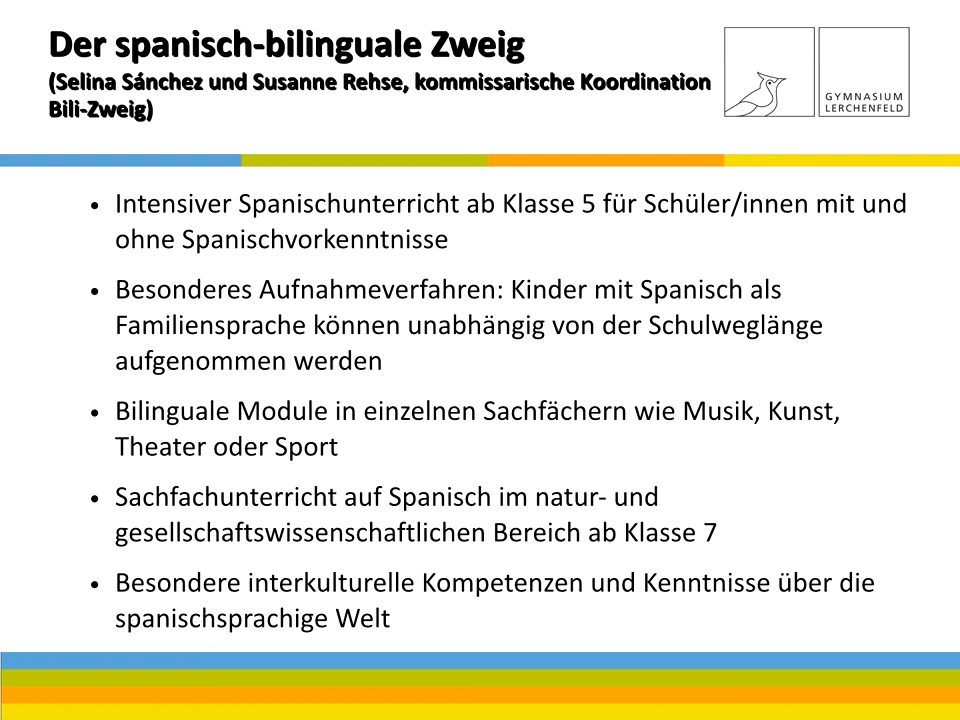 Der spanisch-bilinguale Zweig
(Selina Sánchez und Susanne Rehse, kommissarische Koordination
Bili-Zweig)
GYMNASIUM
LERCHENFELD
• Intensiver Spanischunterricht ab Klasse 5 für Schüler/innen mit und
ohne Spanischvorkenntnisse
• Besonderes Aufnahmeverfahren: Kinder mit Spanisch als
Familiensprache können unabhängig von der Schulweglänge
aufgenommen werden
• Bilinguale Module in einzelnen Sachfächern wie Musik, Kunst,
Theater oder Sport
• Sachfachunterricht auf Spanisch im natur- und
gesellschaftswissenschaftlichen Bereich ab Klasse 7
• Besondere interkulturelle Kompetenzen und Kenntnisse über die
spanischsprachige Welt